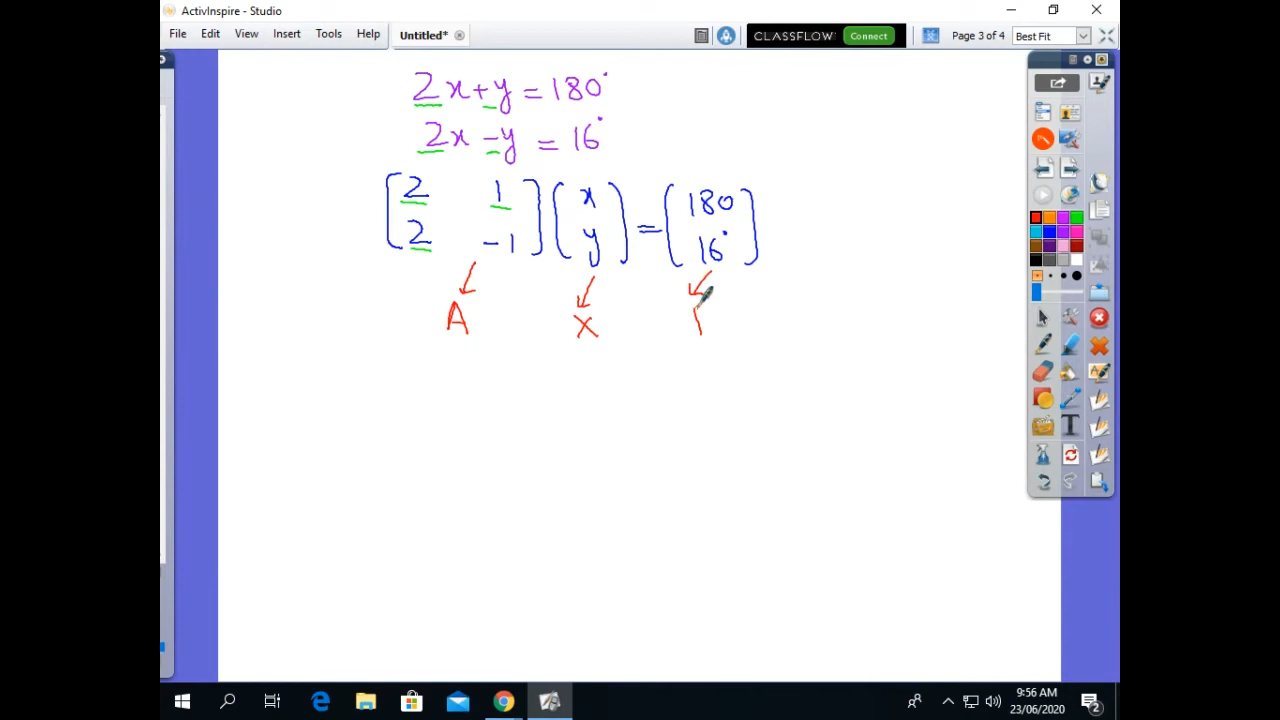 ActivInspire - Studio
File Edit View Insert Tools Help Untitled* CLASSFLOW Connect Page 3 of 4 Best Fit
2x+y=180°
2x-y=16°
[2 1] (x) = (180)
[2 -1] (y) (16°)
A X
A T
9:56 AM
23/06/2020
2